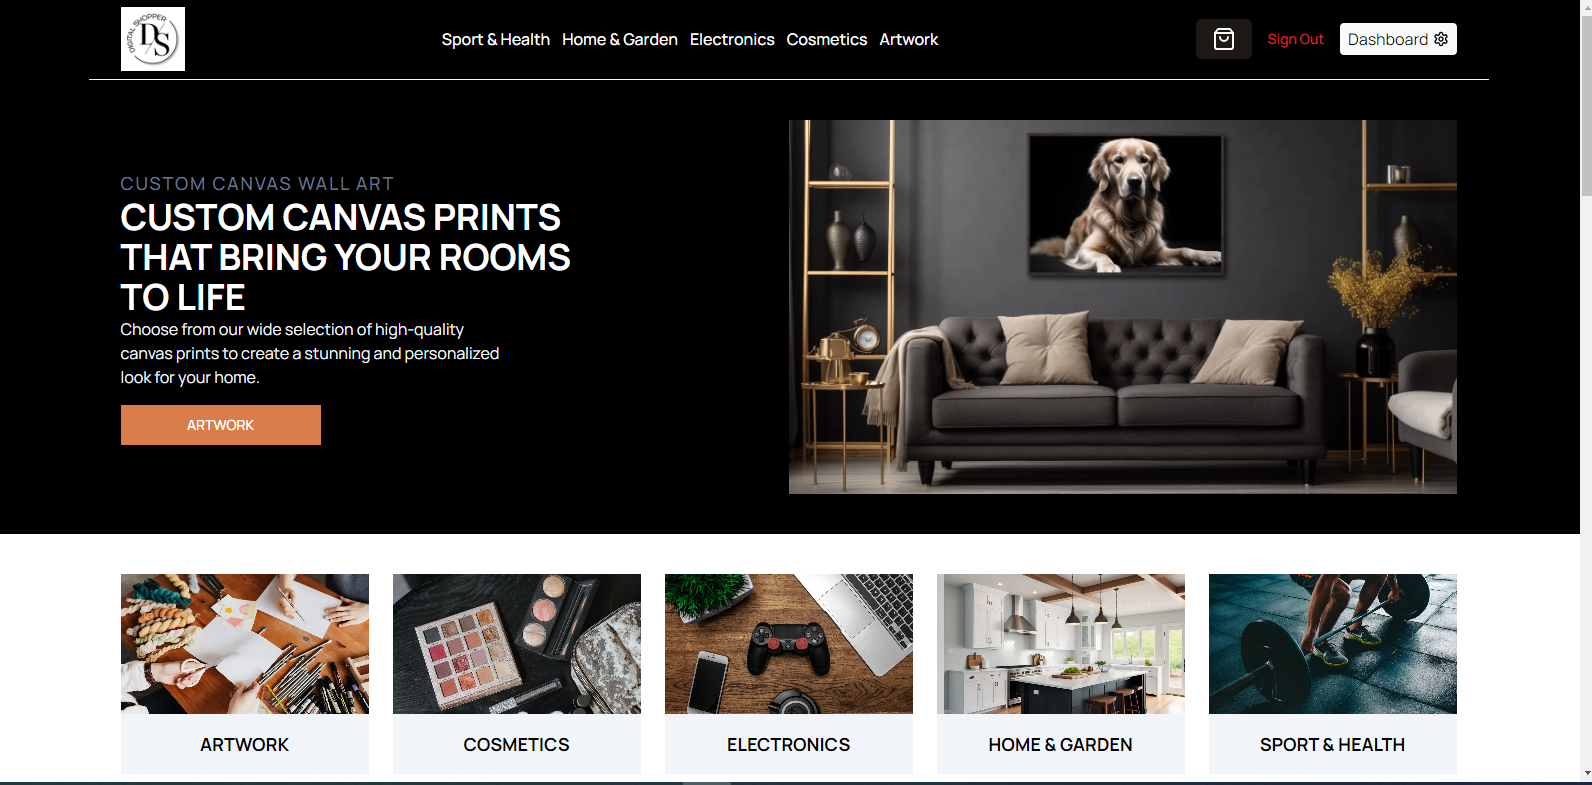 DIGITAL SHOPPER
D/S
Sport & Health Home & Garden Electronics Cosmetics Artwork
Sign Out
Dashboard
CUSTOM CANVAS WALL ART
CUSTOM CANVAS PRINTS
THAT BRING YOUR ROOMS
TO LIFE
Choose from our wide selection of high-quality
canvas prints to create a stunning and personalized
look for your home.
ARTWORK
ARTWORK
COSMETICS
ELECTRONICS
HOME & GARDEN
SPORT & HEALTH